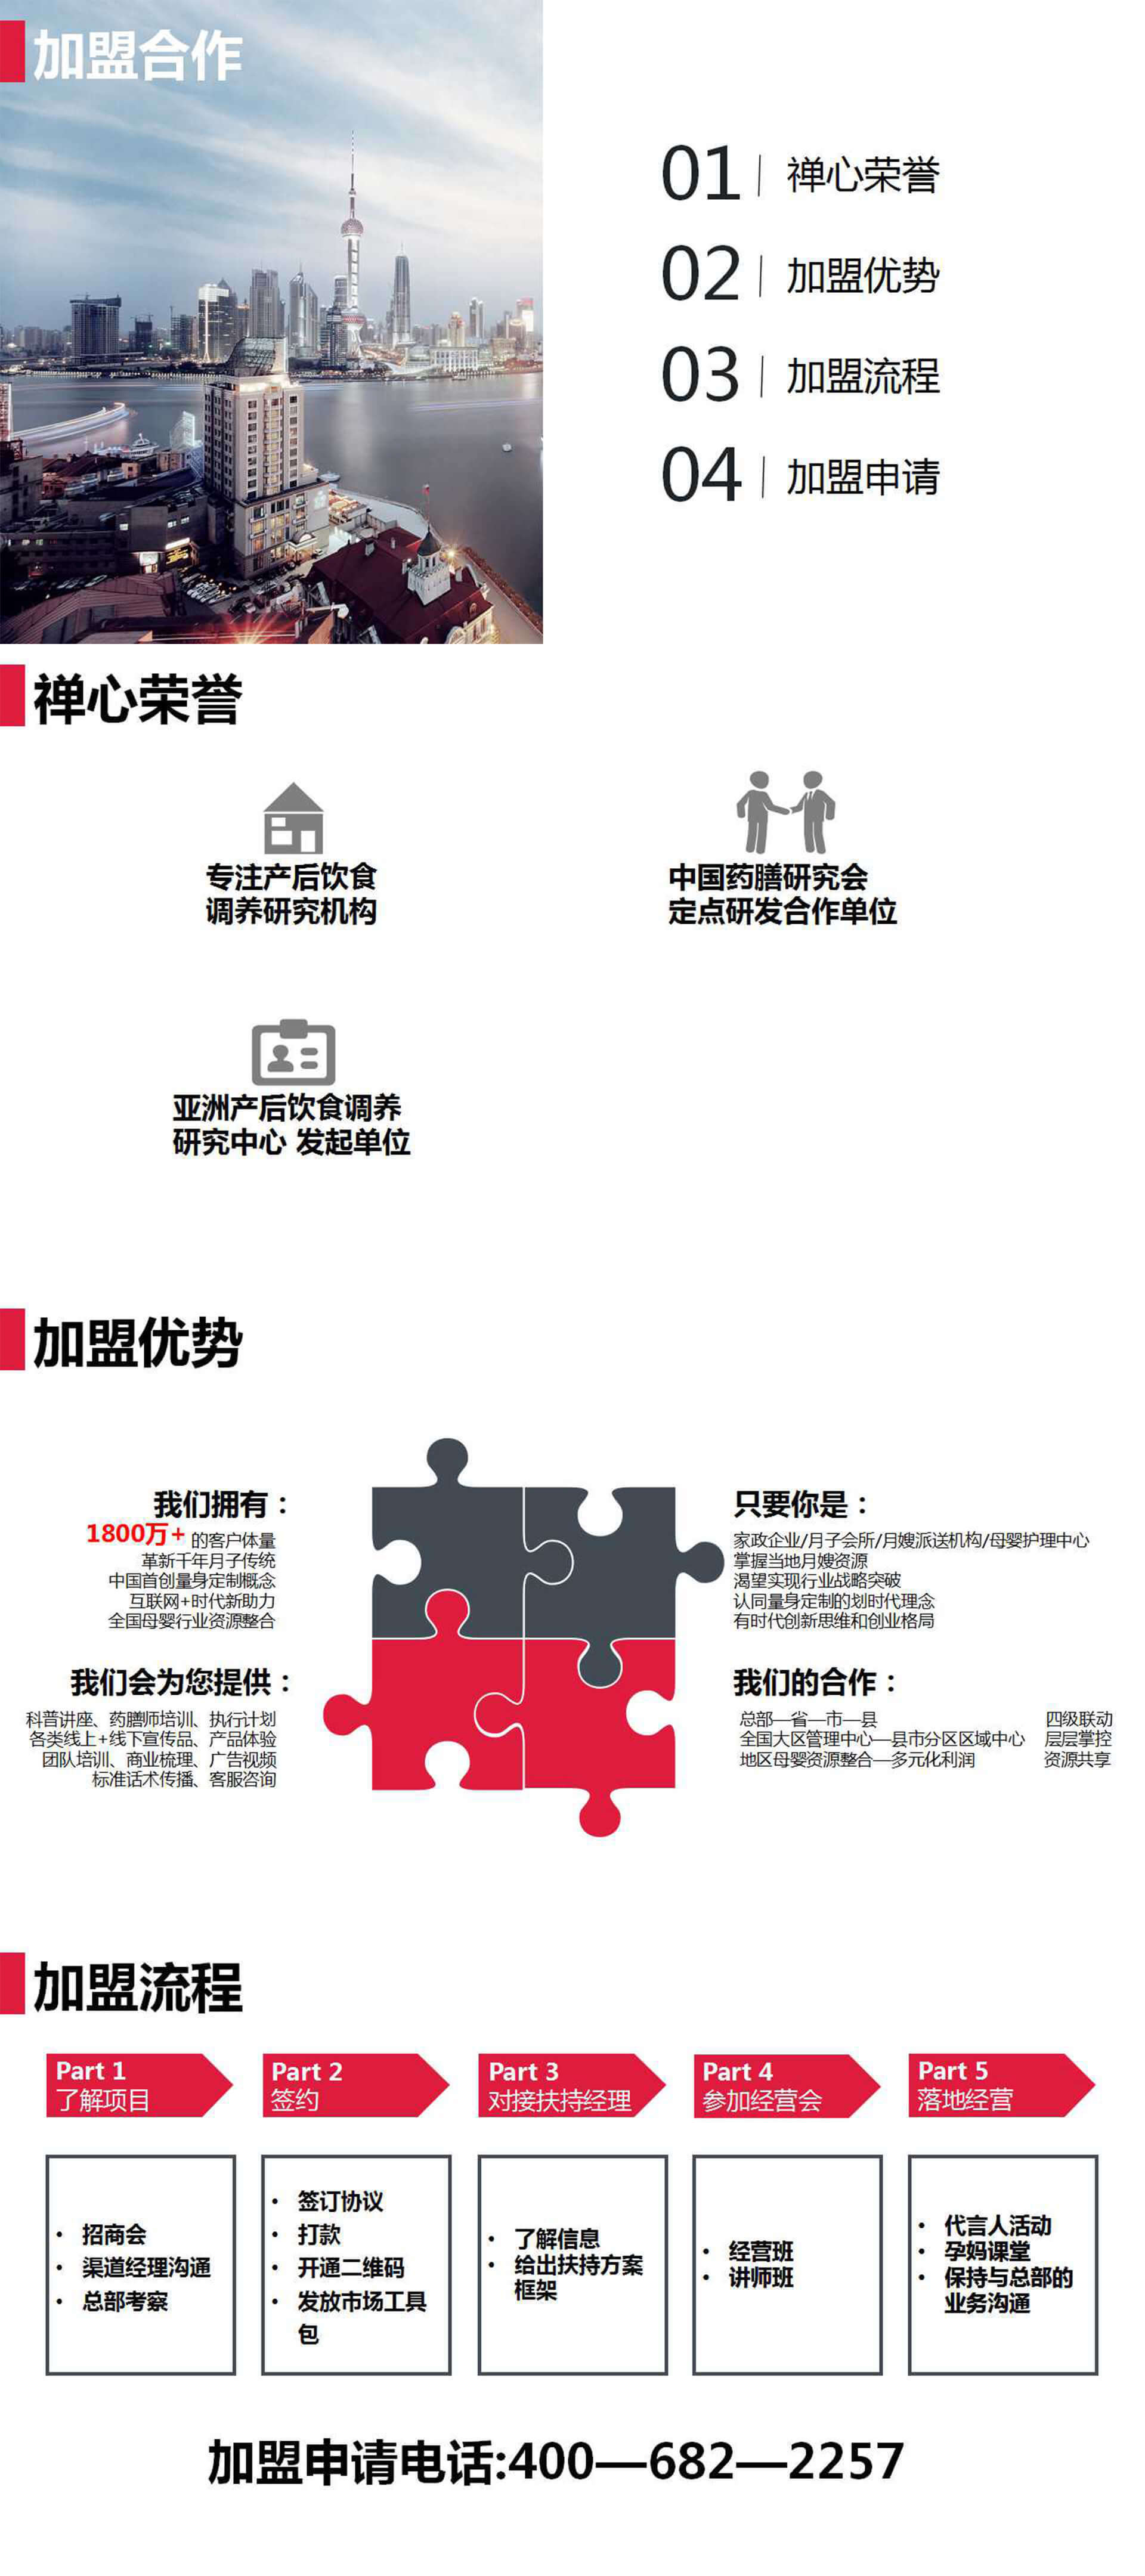 加盟合作
01 禅心荣誉
02 加盟优势
03 加盟流程
04 加盟申请
禅心荣誉
专注产后饮食
调养研究机构
中国药膳研究会
定点研发合作单位
亚洲产后饮食调养
研究中心 发起单位
加盟优势
我们拥有：
1800万+ 的客户体量
革新千年月子传统
中国首创量身定制概念
互联网+时代新助力
全国母婴行业资源整合
只要你是：
家政企业/月子会所/月嫂派送机构/母婴护理中心
掌握当地月嫂资源
渴望实现行业战略突破
认同量身定制的划时代理念
有时代创新思维和创业格局
我们会为您提供：
科普讲座、药膳师培训、执行计划
各类线上+线下宣传品、产品体验
团队培训、商业梳理、广告视频
标准话术传播、客服咨询
我们的合作：
总部—省—市—县 四级联动
全国大区管理中心—县市分区区域中心 层层掌控
地区母婴资源整合—多元化利润 资源共享
加盟流程
Part 1
了解项目
• 招商会
• 渠道经理沟通
• 总部考察
Part 2
签约
• 签订协议
• 打款
• 开通二维码
• 发放市场工具
包
Part 3
对接扶持经理
• 了解信息
• 给出扶持方案
框架
Part 4
参加经营会
• 经营班
• 讲师班
Part 5
落地经营
• 代言人活动
• 孕妈课堂
• 保持与总部的
业务沟通
加盟申请电话:400—682—2257